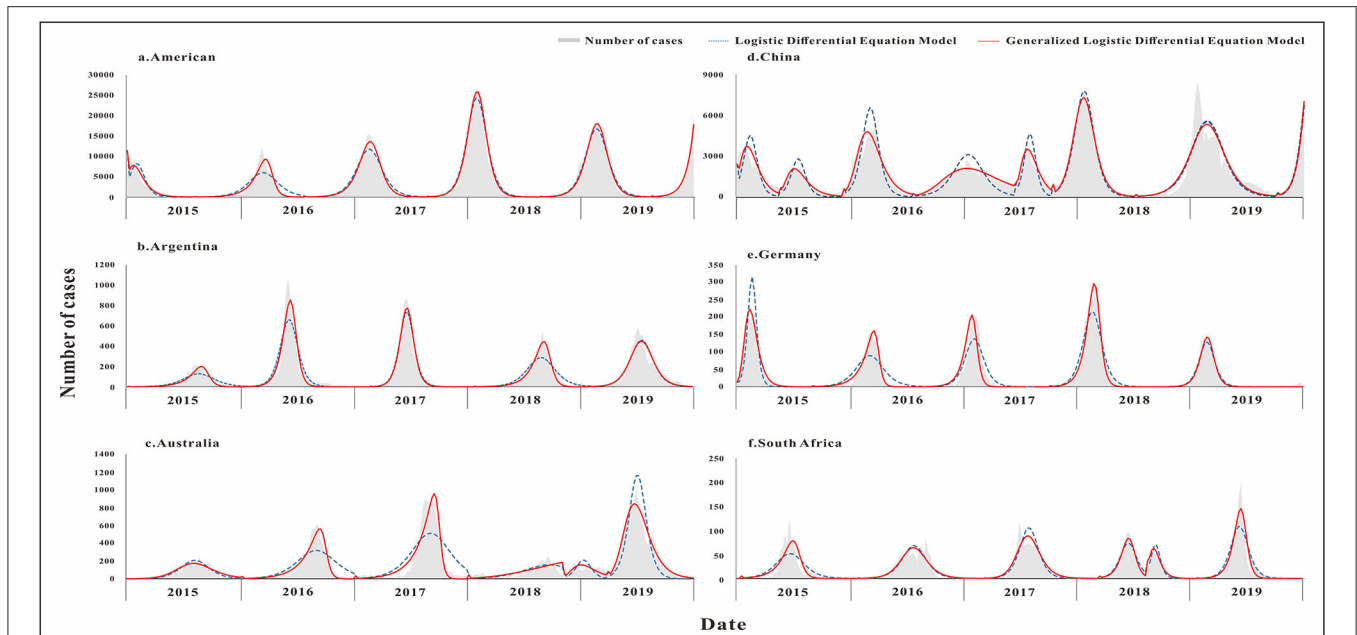 Number of cases Logistic Differential Equation Model Generalized Logistic Differential Equation Model
a.American
30000
25000
20000
15000
10000
5000
0
2015 2016 2017 2018 2019
d.China
9000
6000
3000
0
2015 2016 2017 2018 2019
b.Argentina
1200
1000
800
600
400
200
0
2015 2016 2017 2018 2019
e.Germany
350
300
250
200
150
100
50
0
2015 2016 2017 2018 2019
c.Australia
1400
1200
1000
800
600
400
200
0
2015 2016 2017 2018 2019
f.South Africa
250
200
150
100
50
0
2015 2016 2017 2018 2019
Number of cases
Date